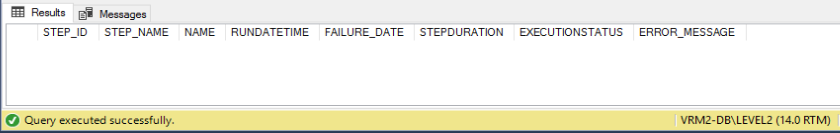 Results Messages
STEP_ID STEP_NAME NAME RUNDATETIME FAILURE_DATE STEPDURATION EXECUTIONSTATUS ERROR_MESSAGE
Query executed successfully. VRM2-DB\LEVEL2 (14.0 RTM)